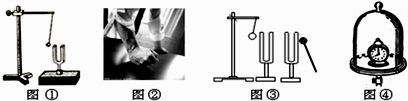 图 ① 图 ② 图 ③ 图 ④